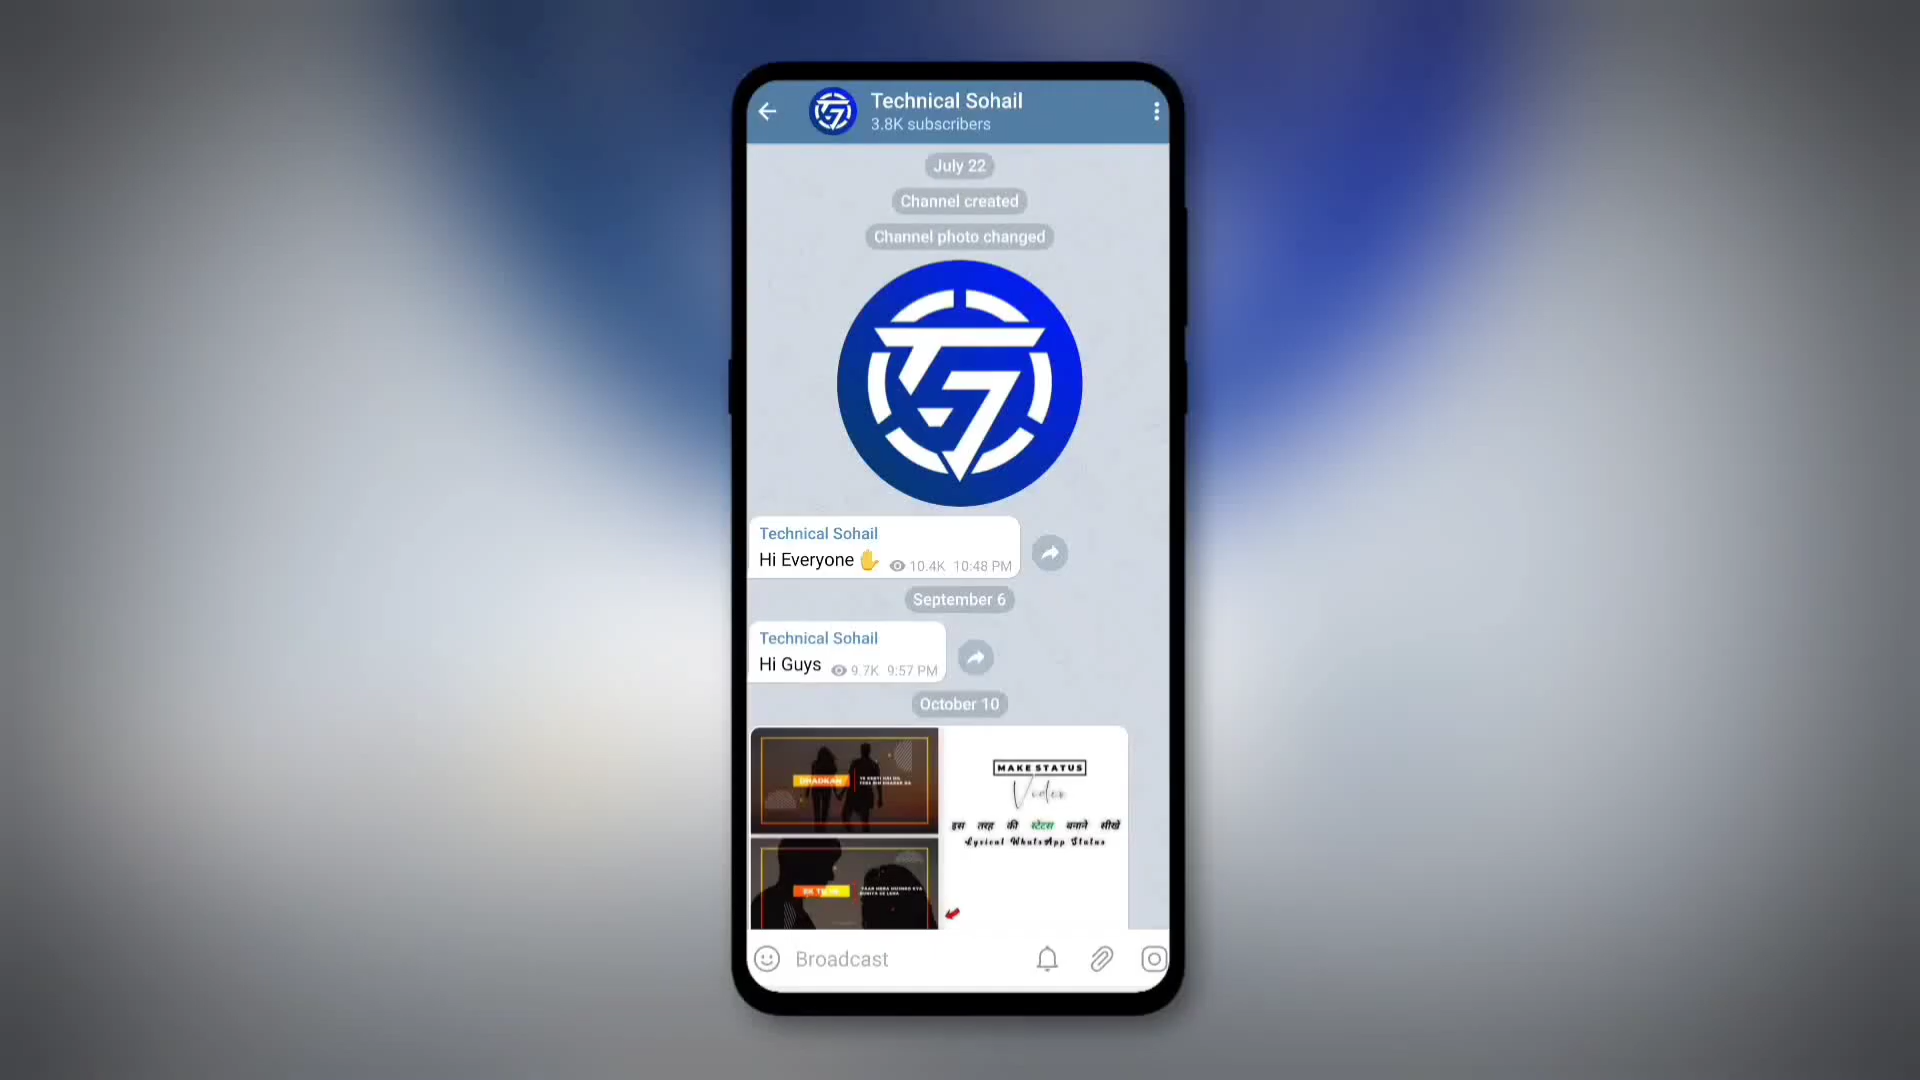 Technical Sohail
3.8K subscribers
July 22
Channel created
Channel photo changed
Technical Sohail
Hi Everyone
10.4K 10:48 PM
September 6
Technical Sohail
Hi Guys
9.7K 9:57 PM
October 10
DHADKAN
MAKE STATUS
Video
इस तरह की स्टेटस बनाने सीखें
Lyrical WhatsApp Status
Broadcast